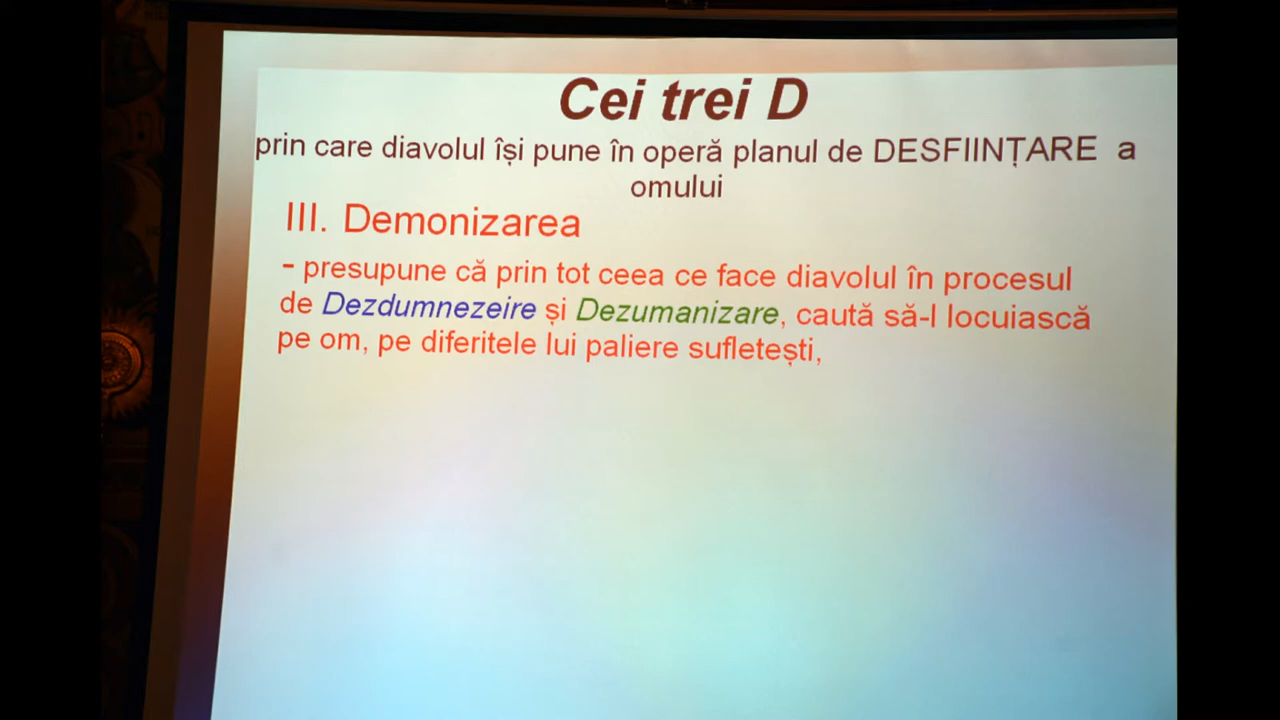 Cei trei D
prin care diavolul își pune în operă planul de DESFIINȚARE a
omului
III. Demonizarea
- presupune că prin tot ceea ce face diavolul în procesul
de Dezdumnezeire și Dezumanizare, caută să-l locuiască
pe om, pe diferitele lui paliere sufletești,